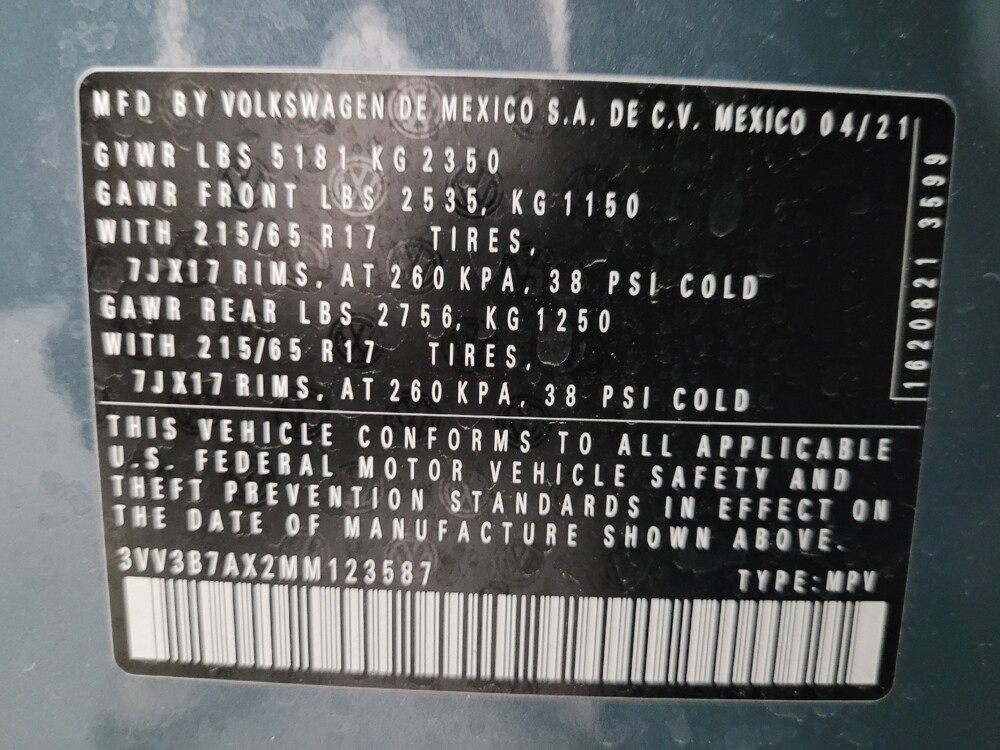 MFD BY VOLKSWAGEN DE MEXICO S.A. DE C.V. MEXICO 04/21
GVWR LBS 5181 KG 2350
GAWR FRONT LBS 2535, KG 1150
WITH 215/65 R17 TIRES,
7JX17 RIMS, AT 260 KPA, 38 PSI COLD
GAWR REAR LBS 2756, KG 1250
WITH 215/65 R17 TIRES,
7JX17 RIMS, AT 260 KPA, 38 PSI COLD
1620821 3599
THIS VEHICLE CONFORMS TO ALL APPLICABLE
U.S. FEDERAL MOTOR VEHICLE SAFETY AND
THEFT PREVENTION STANDARDS IN EFFECT ON
THE DATE OF MANUFACTURE SHOWN ABOVE.
3VV3B7AX2MM123587 TYPE:MPV